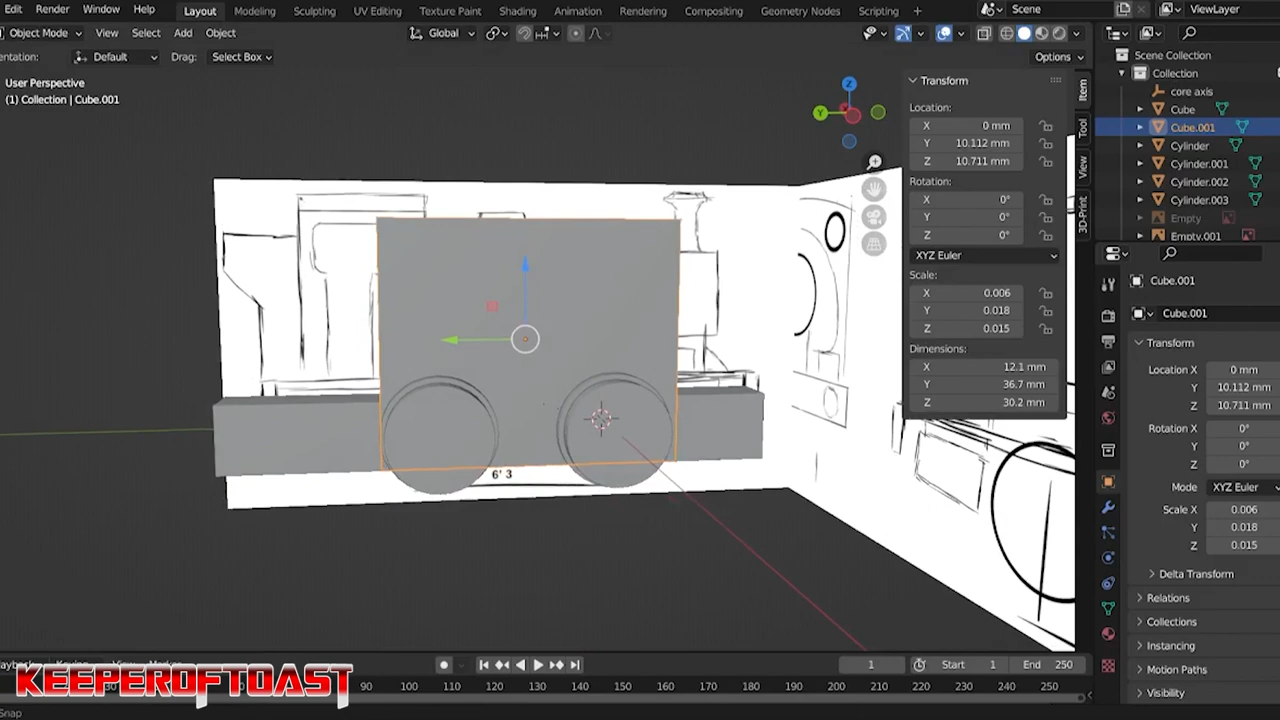 Edit Render Window Help Layout Modeling Sculpting UV Editing Texture Paint Shading Animation Rendering Compositing Geometry Nodes Scripting + Scene ViewLayer
Object Mode View Select Add Object Global
entation: Default Drag: Select Box Options
User Perspective
(1) Collection | Cube.001
Transform
Location:
X 0 mm
Y 10.112 mm
Z 10.711 mm
Rotation:
X 0°
Y 0°
Z 0°
XYZ Euler
Scale:
X 0.006
Y 0.018
Z 0.015
Dimensions:
X 12.1 mm
Y 36.7 mm
Z 30.2 mm
Item
Tool
View
3D-Print
Z
Y
6' 3
Scene Collection
Collection
core axis
Cube
Cube.001
Cylinder
Cylinder.001
Cylinder.002
Cylinder.003
Empty
Empty.001
Cube.001
Cube.001
Transform
Location X 0 mm
Y 10.112 mm
Z 10.711 mm
Rotation X 0°
Y 0°
Z 0°
Mode XYZ Euler
Scale X 0.006
Y 0.018
Z 0.015
Delta Transform
Relations
Collections
Instancing
Motion Paths
Visibility
1 Start 1 End 250
90 100 110 120 130 140 150 160 170 180 190 200 210 220 230 240 250
KEEPEROFTOAST
Snap